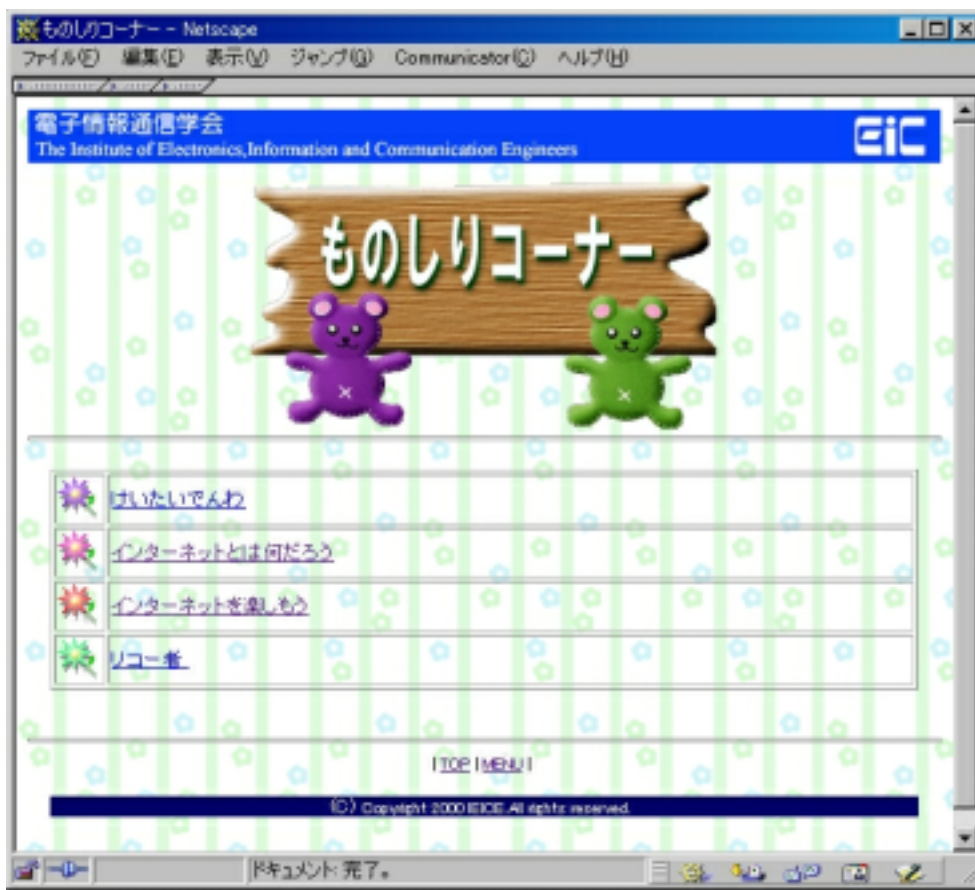 ものしりコーナー - Netscape
ファイル(F) 編集(E) 表示(V) ジャンプ(G) Communicator(C) ヘルプ(H)
電子情報通信学会
The Institute of Electronics,Information and Communication Engineers
EiC
ものしりコーナー
けいたいでんわ
インターネットとは何だろう
インターネットを楽しもう
リコー者
| TOP | MENU |
(C) Copyright 2000 IEICE.All rights reserved.
ドキュメント: 完了。